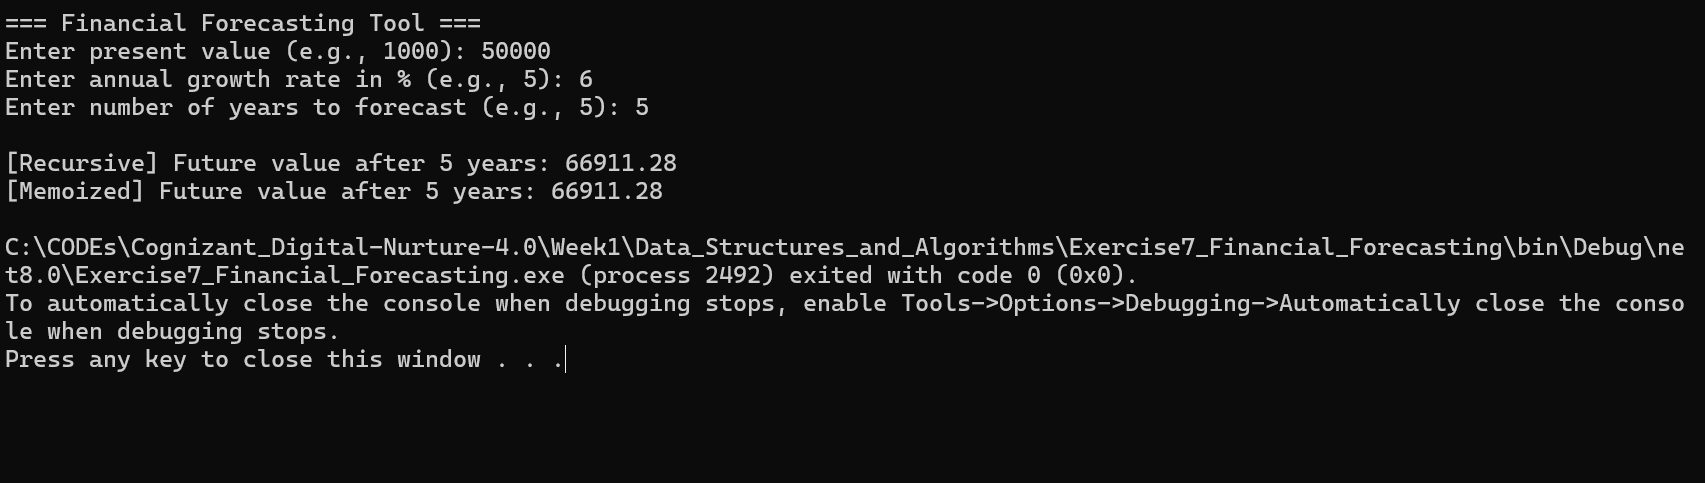 === Financial Forecasting Tool ===
Enter present value (e.g., 1000): 50000
Enter annual growth rate in % (e.g., 5): 6
Enter number of years to forecast (e.g., 5): 5
[Recursive] Future value after 5 years: 66911.28
[Memoized] Future value after 5 years: 66911.28
C:\CODEs\Cognizant_Digital-Nurture-4.0\Week1\Data_Structures_and_Algorithms\Exercise7_Financial_Forecasting\bin\Debug\ne
t8.0\Exercise7_Financial_Forecasting.exe (process 2492) exited with code 0 (0x0).
To automatically close the console when debugging stops, enable Tools->Options->Debugging->Automatically close the conso
le when debugging stops.
Press any key to close this window . . .